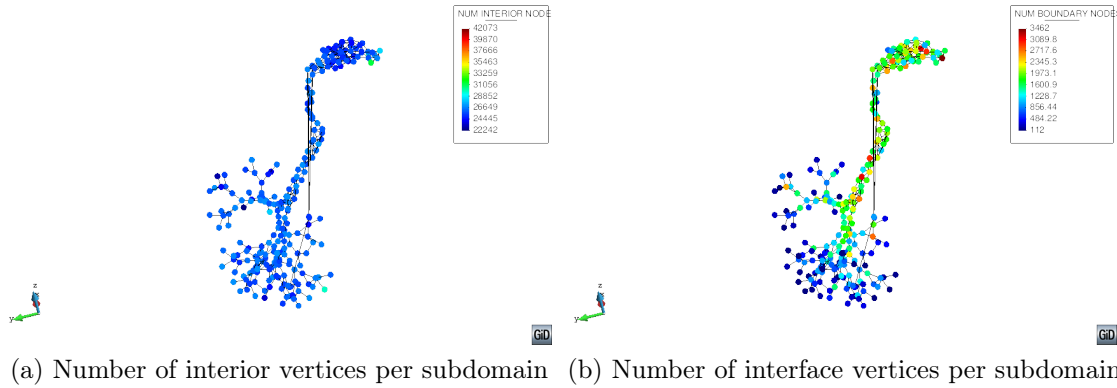 NUM INTERIOR NODE
42073
39870
37666
35463
33259
31056
28852
26649
24445
22242
z
y
GiD
NUM BOUNDARY NODE
3462
3089.8
2717.6
2345.3
1973.1
1600.9
1228.7
856.44
484.22
112
z
y
GiD
(a) Number of interior vertices per subdomain
(b) Number of interface vertices per subdomain